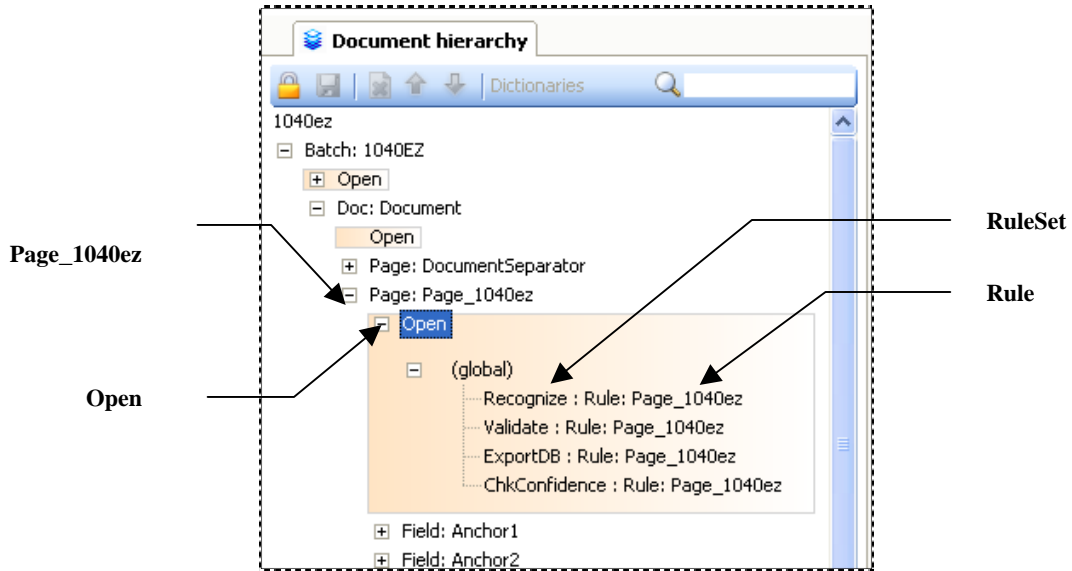 Document hierarchy
Dictionaries
1040ez
Batch: 1040EZ
Open
Doc: Document
Open
Page: DocumentSeparator
Page: Page_1040ez
Open
(global)
Recognize : Rule: Page_1040ez
Validate : Rule: Page_1040ez
ExportDB : Rule: Page_1040ez
ChkConfidence : Rule: Page_1040ez
Field: Anchor1
Field: Anchor2
Page_1040ez
Open
RuleSet
Rule